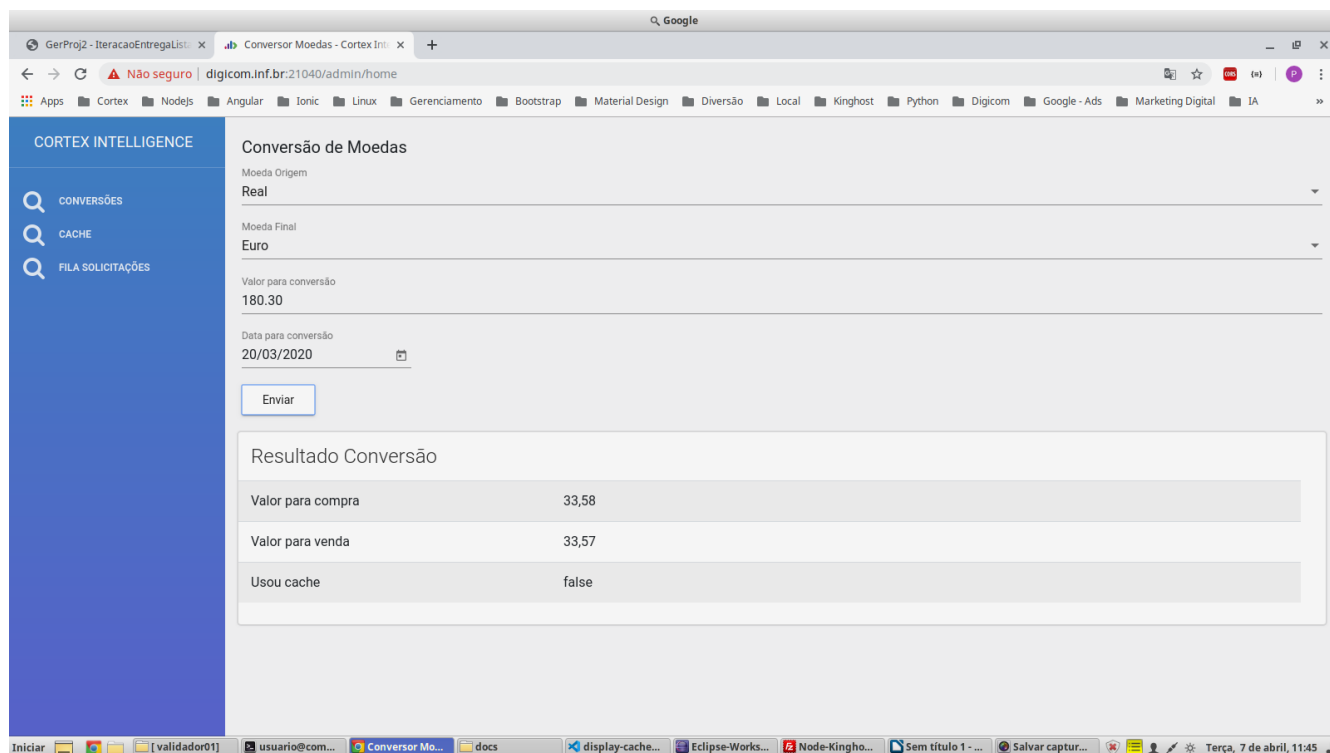 Google
GerProj2 - IteracaoEntregaLista
Conversor Moedas - Cortex Inte
Não seguro | digicom.inf.br:21040/admin/home
Apps Cortex NodeJs Angular Ionic Linux Gerenciamento Bootstrap Material Design Diversão Local Kinghost Python Digicom Google - Ads Marketing Digital IA »
CORTEX INTELLIGENCE
CONVERSÕES
CACHE
FILA SOLICITAÇÕES
Conversão de Moedas
Moeda Origem
Real
Moeda Final
Euro
Valor para conversão
180.30
Data para conversão
20/03/2020
Enviar
Resultado Conversão
Valor para compra 33,58
Valor para venda 33,57
Usou cache false
Iniciar [ validador01] usuario@com... Conversor Mo... docs display-cache... Eclipse-Works... Node-Kingho... Sem título 1 - ... Salvar captur... Terça, 7 de abril, 11:45